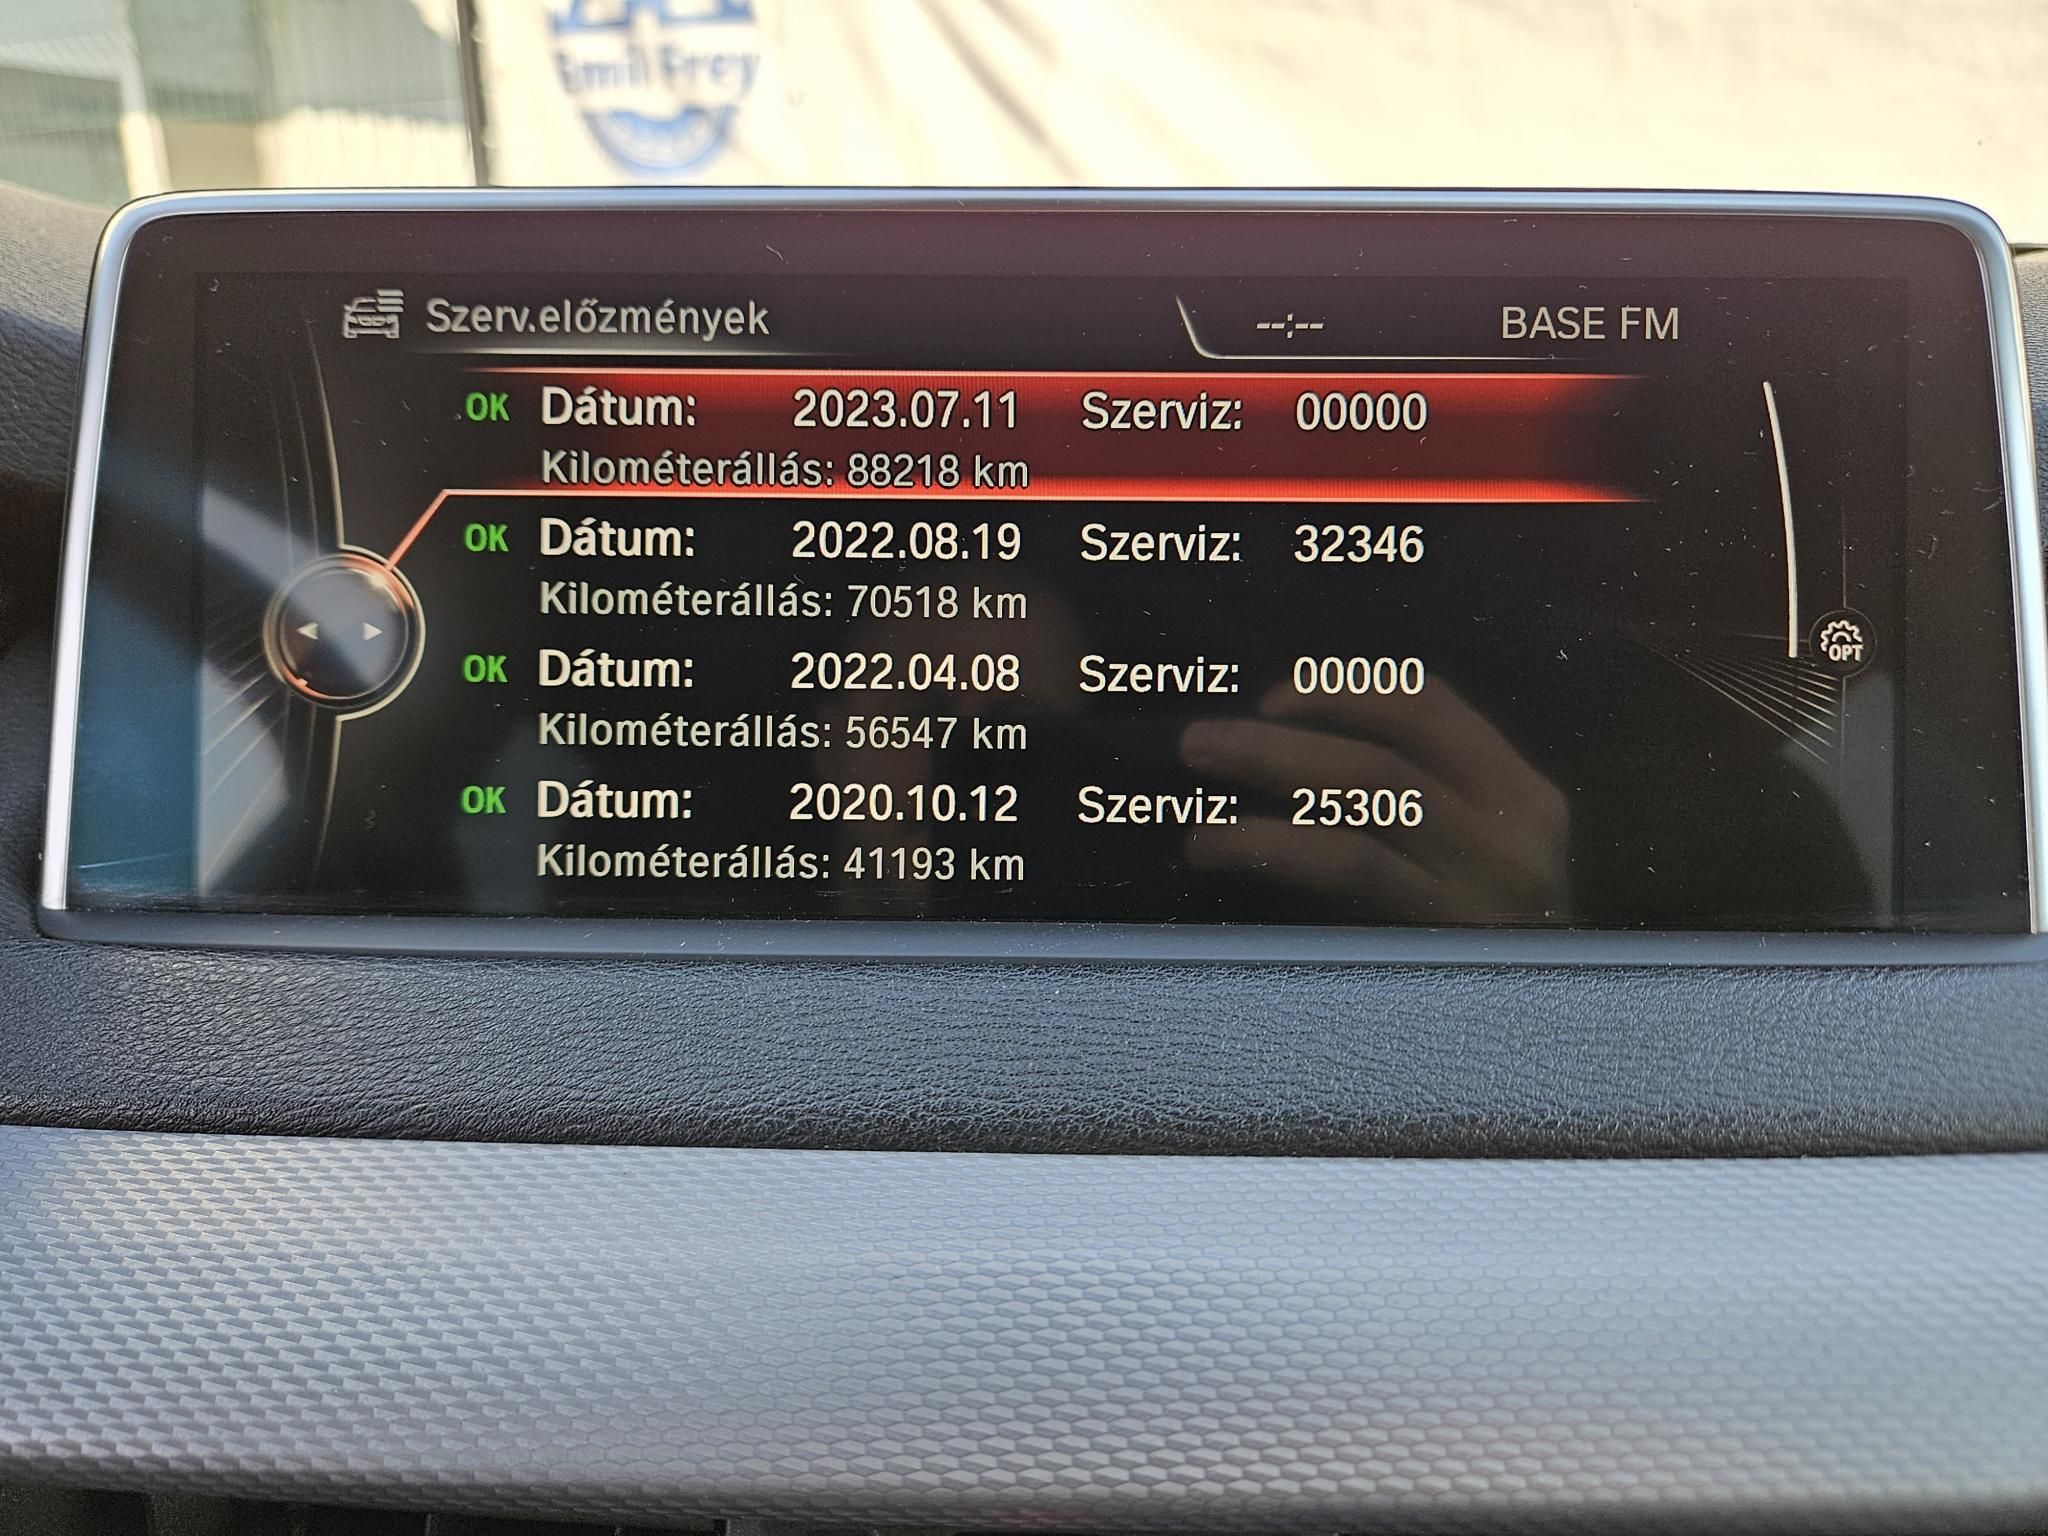 Emil Frey
Szerv.előzmények --:-- BASE FM
OK Dátum: 2023.07.11 Szerviz: 00000
Kilométerállás: 88218 km
OK Dátum: 2022.08.19 Szerviz: 32346
Kilométerállás: 70518 km
OK Dátum: 2022.04.08 Szerviz: 00000
Kilométerállás: 56547 km
OPT
OK Dátum: 2020.10.12 Szerviz: 25306
Kilométerállás: 41193 km